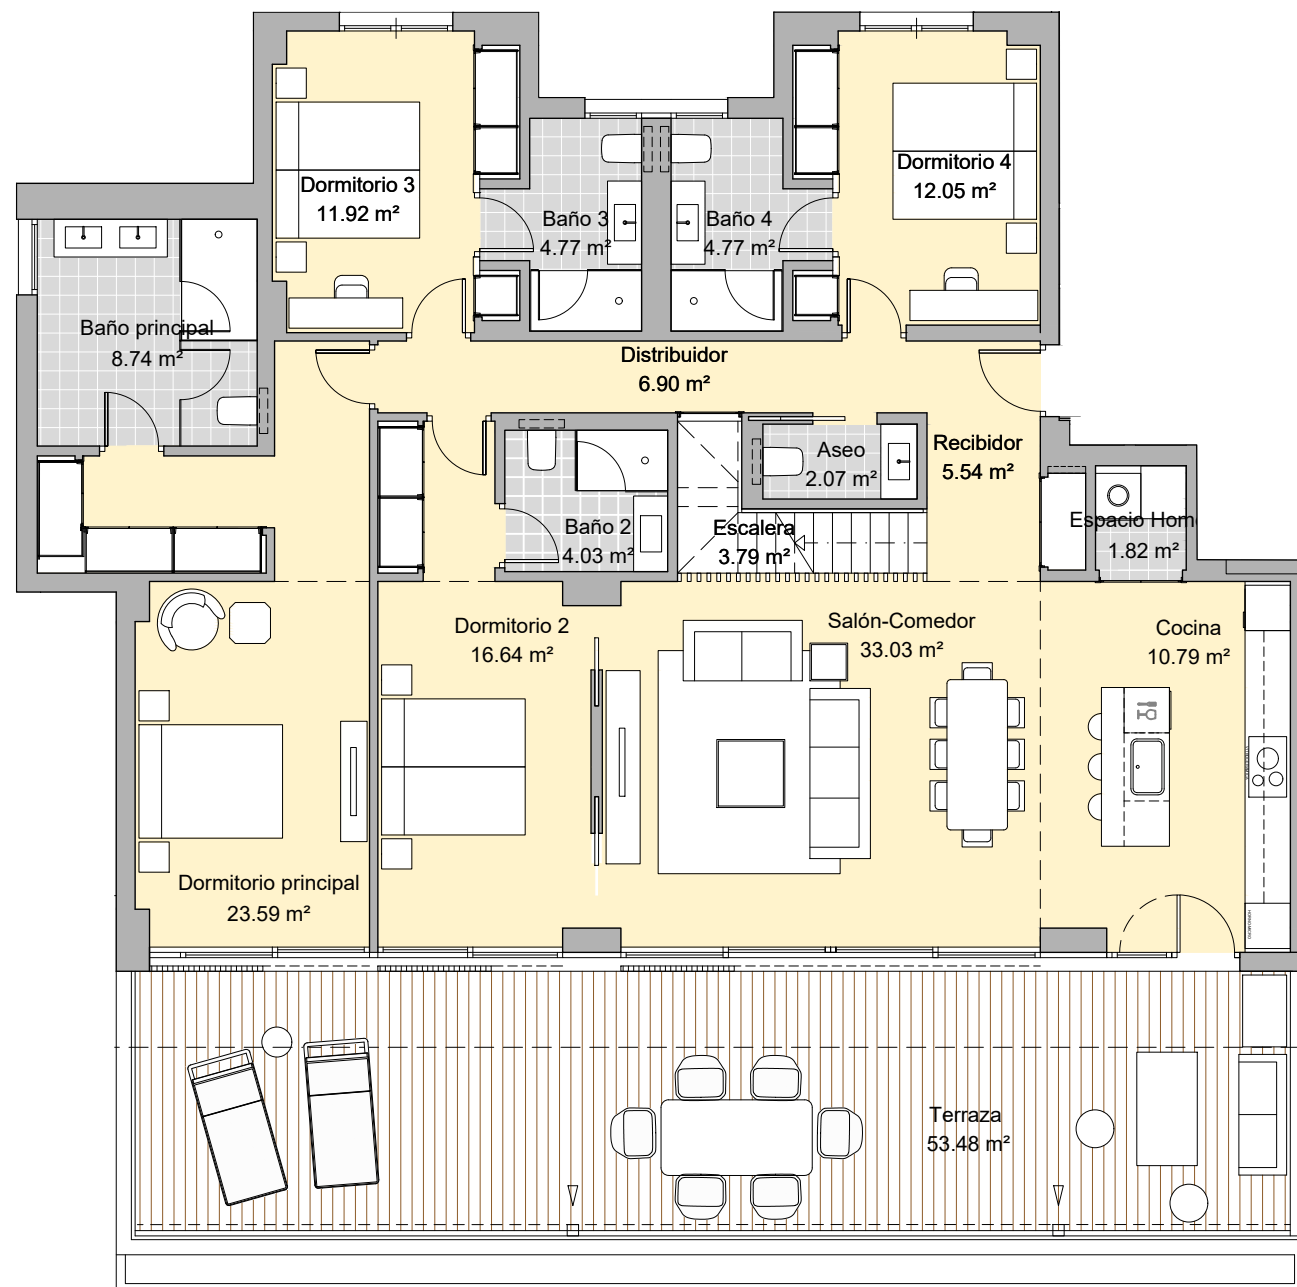 Dormitorio 3
11.92 m²
Dormitorio 4
12.05 m²
Baño 3
4.77 m²
Baño 4
4.77 m²
Baño principal
8.74 m²
Distribuidor
6.90 m²
Aseo
2.07 m²
Recibidor
5.54 m²
Baño 2
4.03 m²
Escalera
3.79 m²
Espacio Hom
1.82 m²
Dormitorio 2
16.64 m²
Salón-Comedor
33.03 m²
Cocina
10.79 m²
Dormitorio principal
23.59 m²
Terraza
53.48 m²